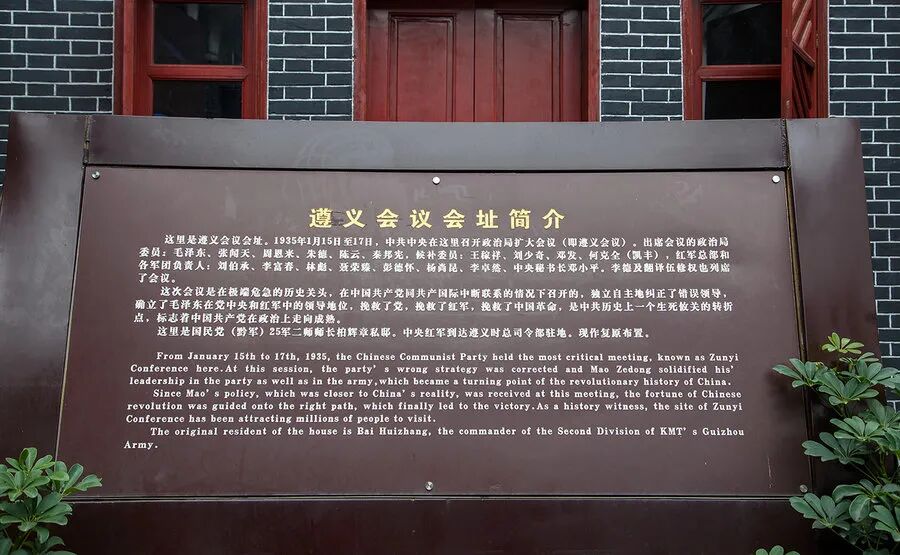 遵义会议会址简介
这里是遵义会议会址。1935年1月15日至17日，中共中央在这里召开政治局扩大会议（即遵义会议）。出席会议的政治局
委员：毛泽东、张闻天、周恩来、朱德、陈云、秦邦宪，候补委员：王稼祥、刘少奇、邓发、何克全（凯丰），红军总部和
各军团负责人：刘伯承、李富春、林彪、聂荣臻、彭德怀、杨尚昆、李卓然、中央秘书长邓小平。李德及翻译伍修权也列席
了会议。
这次会议是在极端危急的历史关头，在中国共产党同共产国际中断联系的情况下召开的，独立自主地纠正了错误领导，
确立了毛泽东在党中央和红军中的领导地位，挽救了党，挽救了红军，挽救了中国革命，是中共历史上一个生死攸关的转折
点，标志着中国共产党在政治上走向成熟。
这里是国民党（黔军）25军二师师长柏辉章私邸。中央红军到达遵义时总司令部驻地。现作复原布置。
From January 15th to 17th, 1935, the Chinese Communist Party held the most critical meeting, known as Zunyi
Conference here.At this session, the party's wrong strategy was corrected and Mao Zedong solidified his'
leadership in the party as well as in the army,which became a turning point of the revolutionary history of China.
Since Mao's policy, which was closer to China's reality, was received at this meeting, the fortune of Chinese
revolution was guided onto the right path, which finally led to the victory.As a history witness, the site of Zunyi
Conference has been attracting millions of people to visit.
The original resident of the house is Bai Huizhang, the commander of the Second Division of KMT's Guizhou
Army.